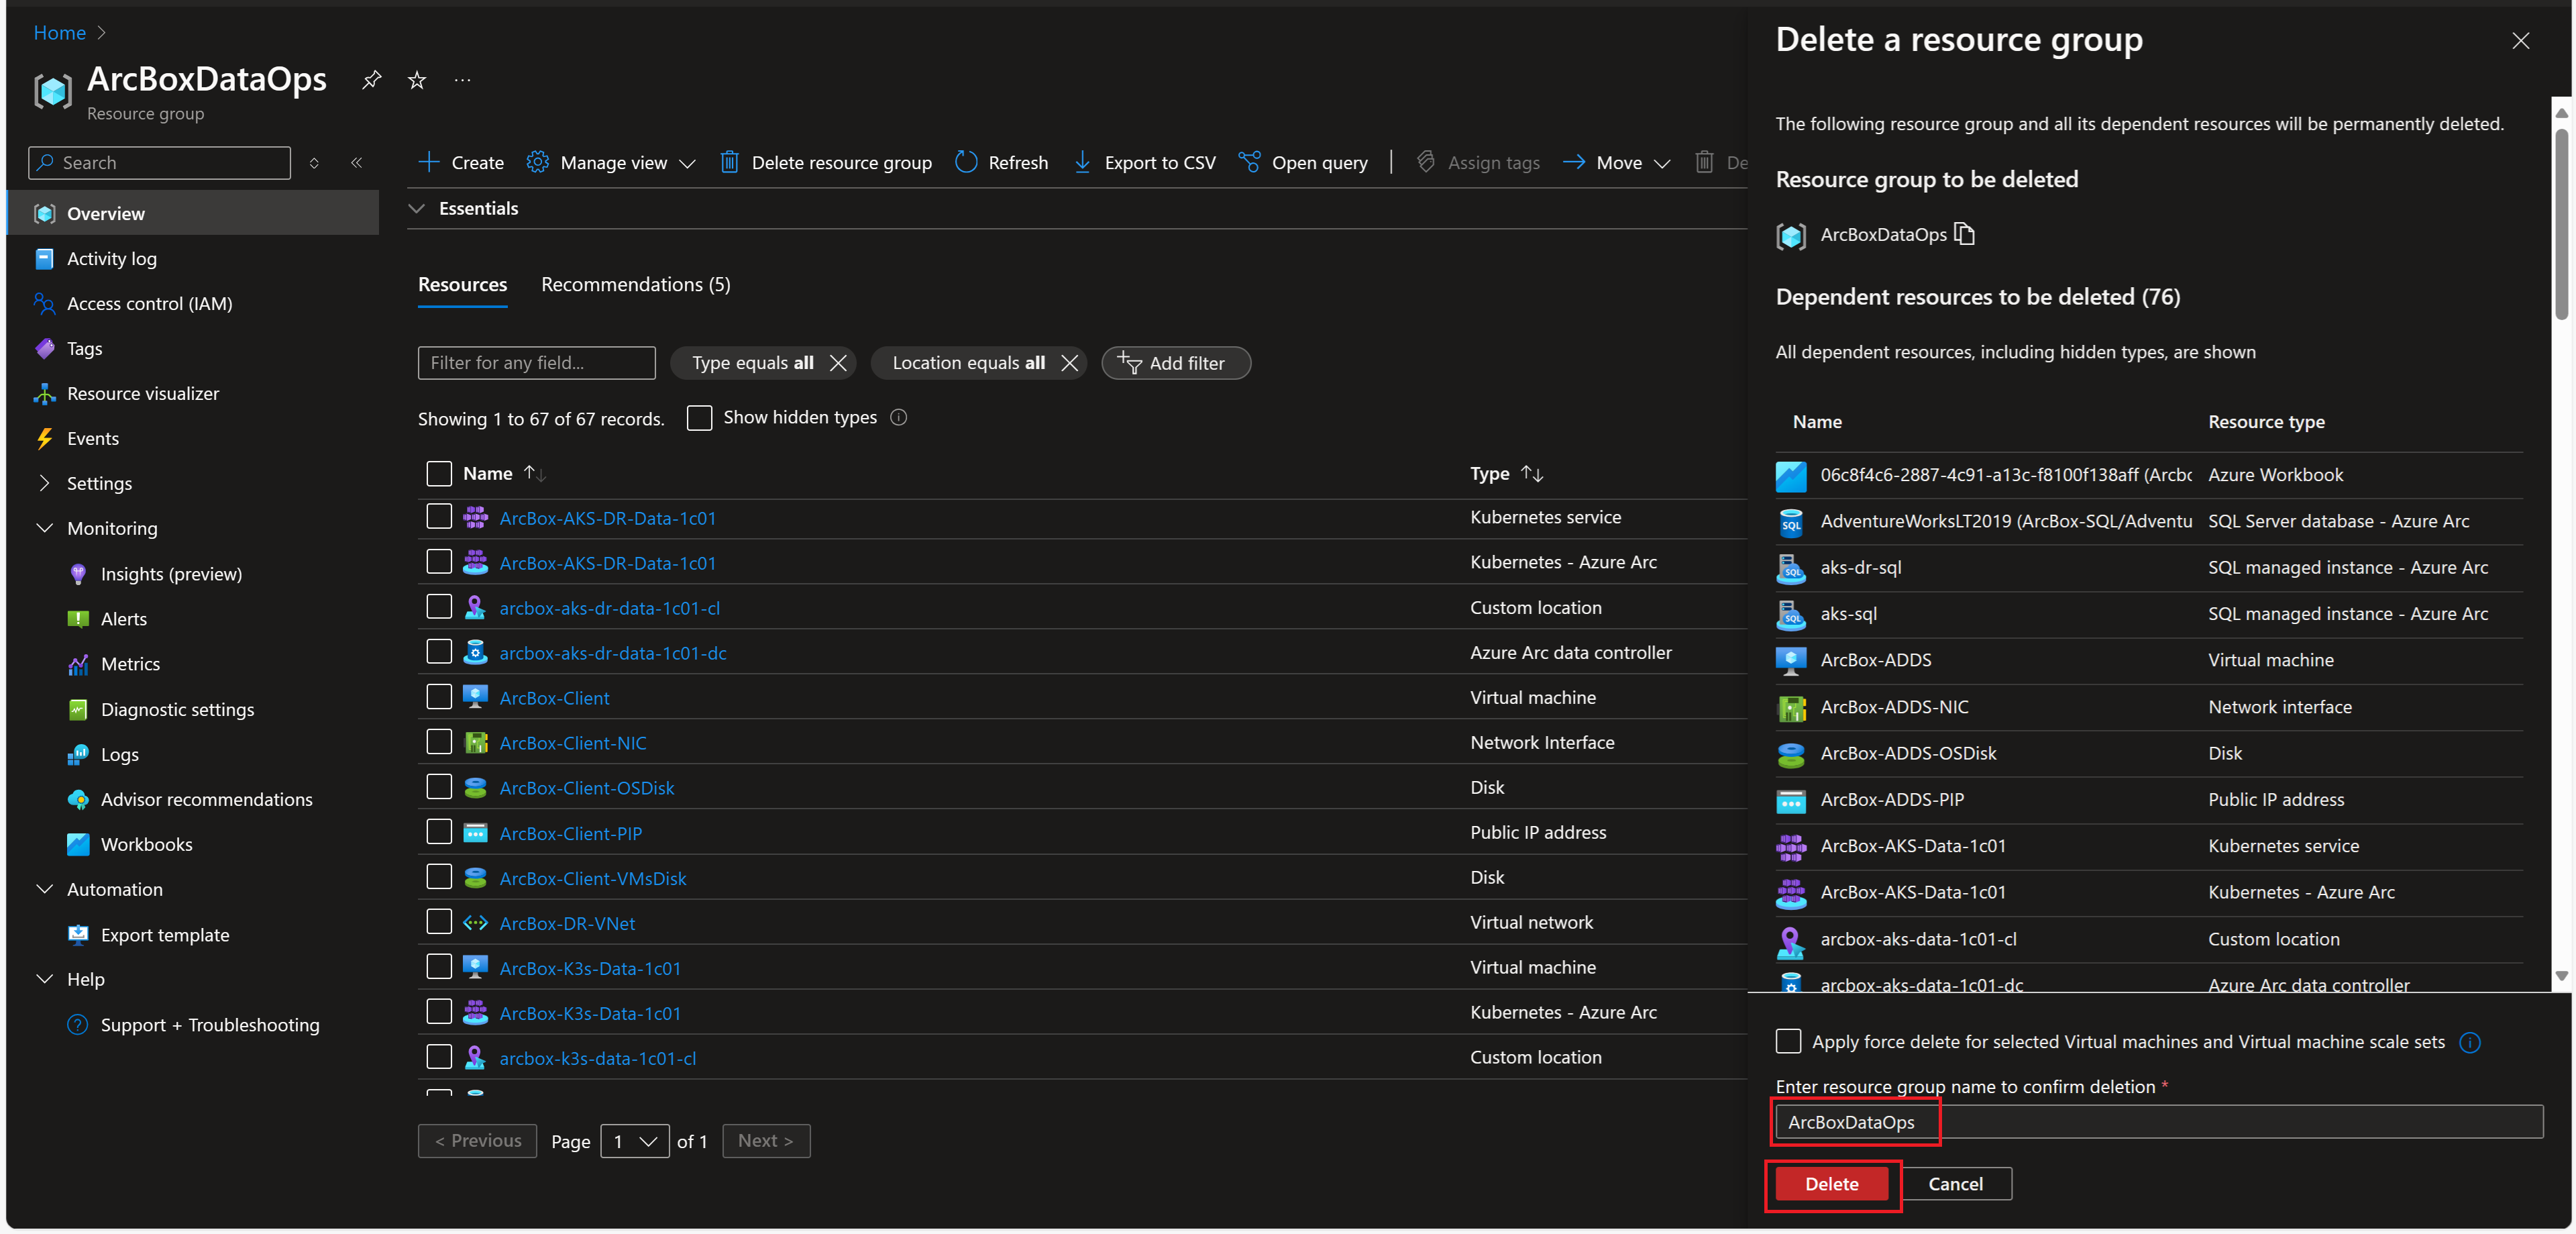 Home >
ArcBoxDataOps
Resource group
Search
Overview
Activity log
Access control (IAM)
Tags
Resource visualizer
Events
Settings
Monitoring
Insights (preview)
Alerts
Metrics
Diagnostic settings
Logs
Advisor recommendations
Workbooks
Automation
Export template
Help
Support + Troubleshooting
Create Manage view Delete resource group Refresh Export to CSV Open query Assign tags Move De
Essentials
Resources Recommendations (5)
Filter for any field... Type equals all Location equals all Add filter
Showing 1 to 67 of 67 records. Show hidden types
Name Type
ArcBox-AKS-DR-Data-1c01 Kubernetes service
ArcBox-AKS-DR-Data-1c01 Kubernetes - Azure Arc
arcbox-aks-dr-data-1c01-cl Custom location
arcbox-aks-dr-data-1c01-dc Azure Arc data controller
ArcBox-Client Virtual machine
ArcBox-Client-NIC Network Interface
ArcBox-Client-OSDisk Disk
ArcBox-Client-PIP Public IP address
ArcBox-Client-VMsDisk Disk
ArcBox-DR-VNet Virtual network
ArcBox-K3s-Data-1c01 Virtual machine
ArcBox-K3s-Data-1c01 Kubernetes - Azure Arc
arcbox-k3s-data-1c01-cl Custom location
< Previous Page 1 of 1 Next >
Delete a resource group
The following resource group and all its dependent resources will be permanently deleted.
Resource group to be deleted
ArcBoxDataOps
Dependent resources to be deleted (76)
All dependent resources, including hidden types, are shown
Name Resource type
06c8f4c6-2887-4c91-a13c-f8100f138aff (Arcbo Azure Workbook
AdventureWorksLT2019 (ArcBox-SQL/Adventu SQL Server database - Azure Arc
aks-dr-sql SQL managed instance - Azure Arc
aks-sql SQL managed instance - Azure Arc
ArcBox-ADDS Virtual machine
ArcBox-ADDS-NIC Network interface
ArcBox-ADDS-OSDisk Disk
ArcBox-ADDS-PIP Public IP address
ArcBox-AKS-Data-1c01 Kubernetes service
ArcBox-AKS-Data-1c01 Kubernetes - Azure Arc
arcbox-aks-data-1c01-cl Custom location
arcbox-aks-data-1c01-dc Azure Arc data controller
Apply force delete for selected Virtual machines and Virtual machine scale sets
Enter resource group name to confirm deletion *
ArcBoxDataOps
Delete Cancel